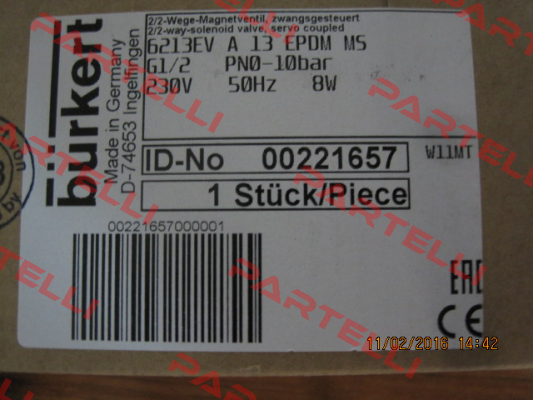 2/2-Wege-Magnetventil, zwangsgesteuert
2/2-way-solenoid valve, servo coupled
6213EV A 13 EPDM MS
G1/2 PN0-10bar
230V 50Hz 8W
bürkert
Made in Germany
D-74653 Ingelfingen
ID-No 00221657
W11MT
1 Stück/Piece
00221657000001
EAC
CE
11/02/2016 14:42
PARTELLI
PARTELLI
PARTELLI
PARTELLI
PARTELLI